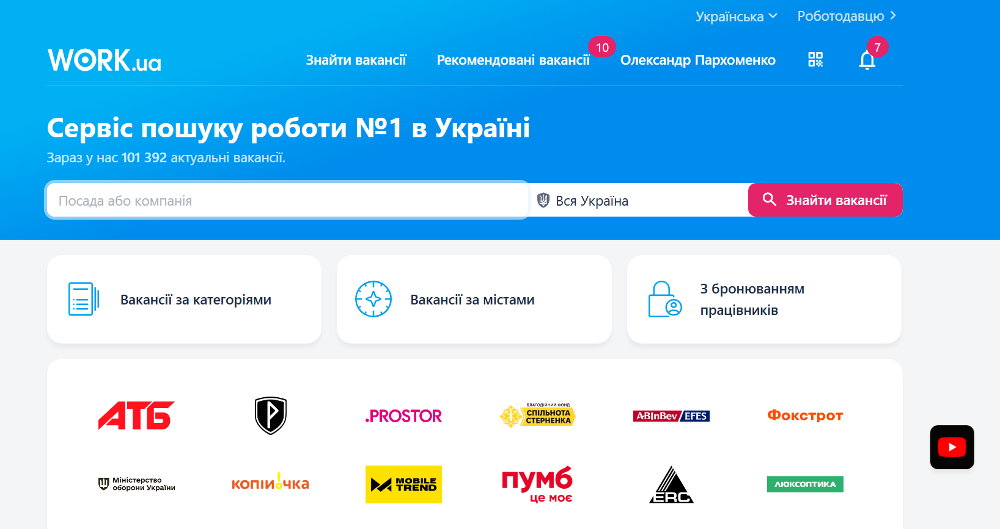 Українська
Роботодавцю
WORK.ua
Знайти вакансії
Рекомендовані вакансії
10
Олександр Пархоменко
7
Сервіс пошуку роботи №1 в Україні
Зараз у нас 101 392 актуальні вакансії.
Посада або компанія
Вся Україна
Знайти вакансії
Вакансії за категоріями
Вакансії за містами
З бронюванням
працівників
АТБ
.PROSTOR
БЛАГОДІЙНИЙ ФОНД
СПІЛЬНОТА
СТЕРНЕНКА
ABInBev EFES
Фокстрот
Міністерство
оборони України
копійочка
MOBILE
TREND
ПУМБ
це моє
ERC
ЛЮКСОПТИКА